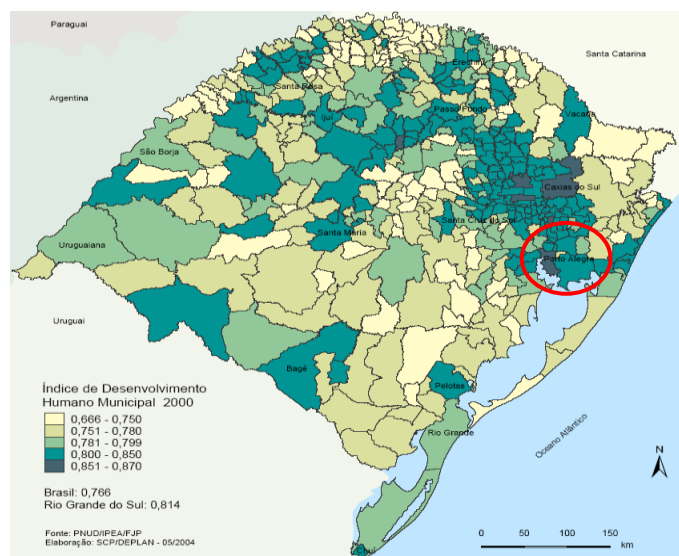 Paraguai
Santa Catarina
Erechim
Santa Rosa
Argentina
Passo Fundo
Vacaria
Ijuí
São Borja
Caxias do Sul
Santa Cruz do Sul
Santa Maria
Uruguaiana
Porto Alegre
Uruguai
Bagé
Pelotas
Rio Grande
Oceano Atlântico
Chuí
Índice de Desenvolvimento
Humano Municipal 2000
0,666 - 0,750
0,751 - 0,780
0,781 - 0,799
0,800 - 0,850
0,851 - 0,870
Brasil: 0,766
Rio Grande do Sul: 0,814
Fonte: PNUD/IPEA/FJP
Elaboração: SCP/DEPLAN - 05/2004
N
0 50 100 150
km